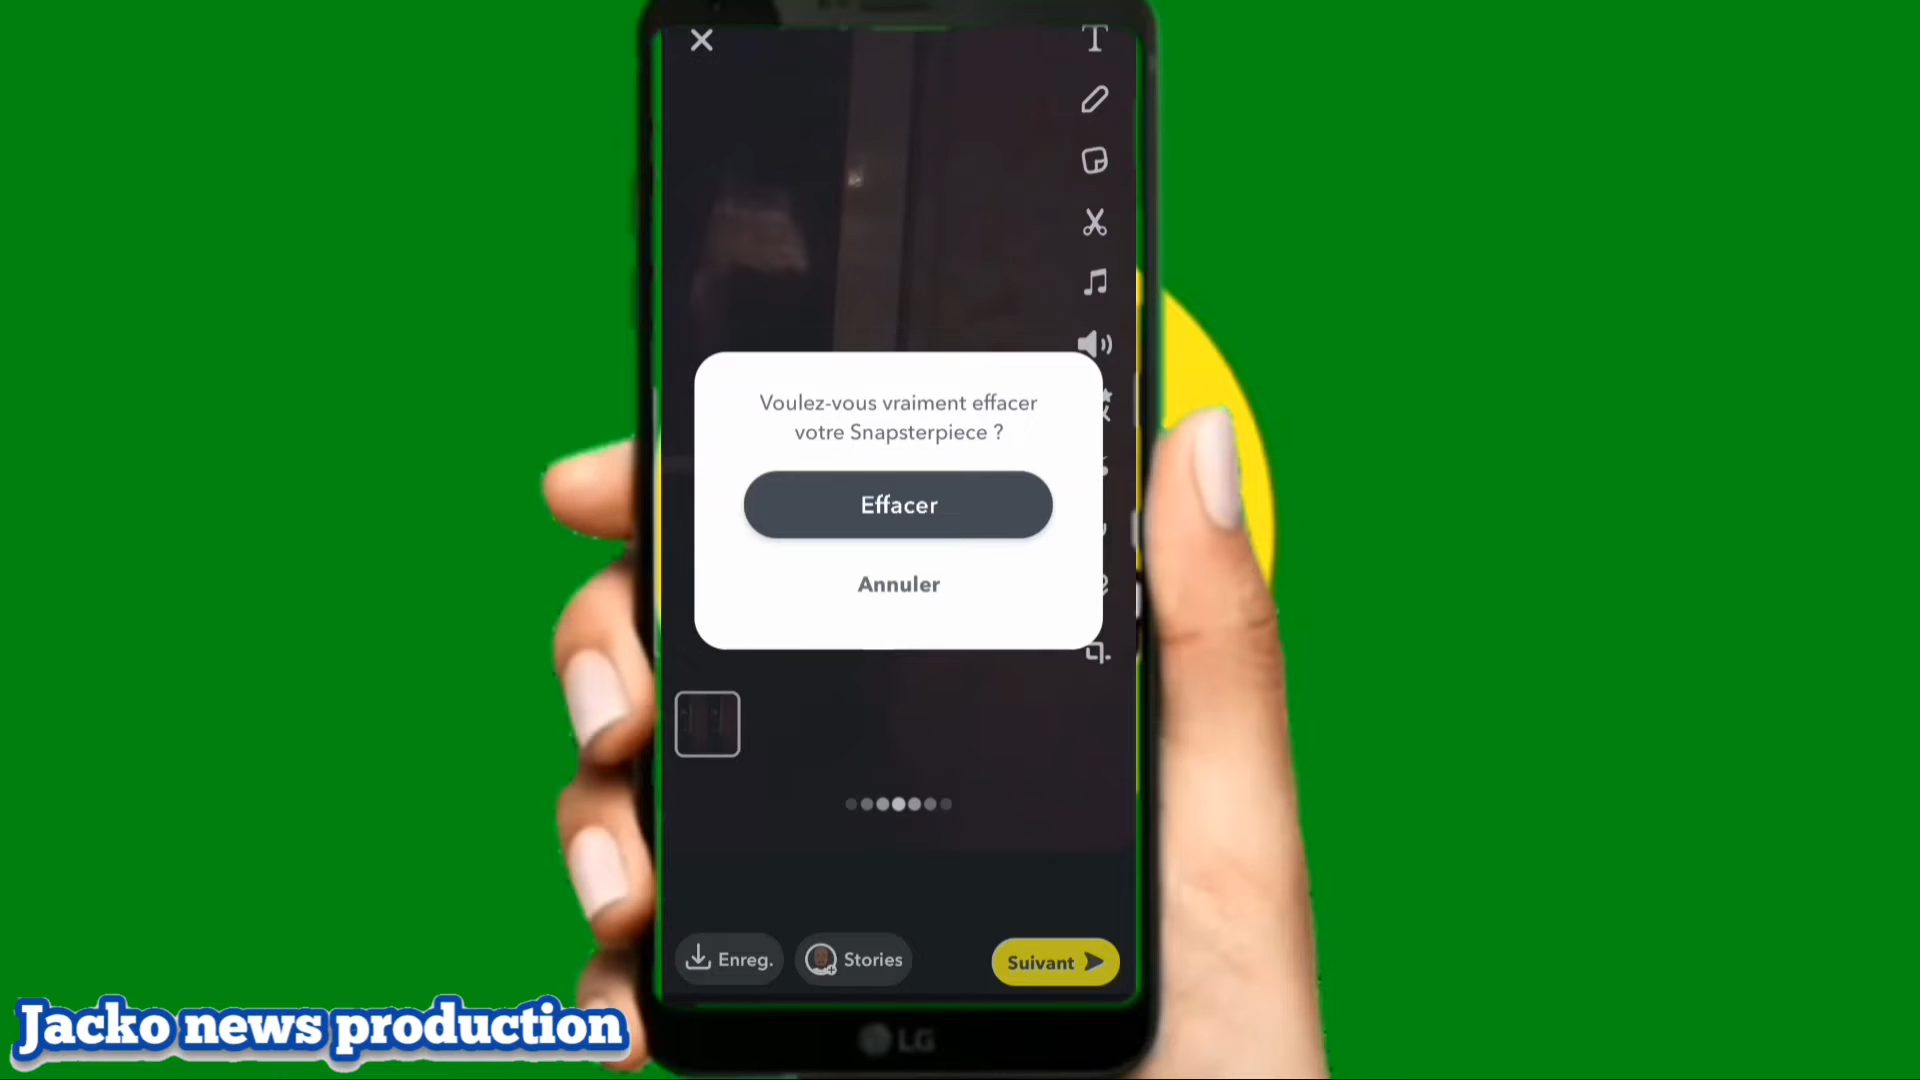 T
Voulez-vous vraiment effacer
votre Snapsterpiece ?
Effacer
Annuler
Enreg.
Stories
Suivant
LG
Jacko news production